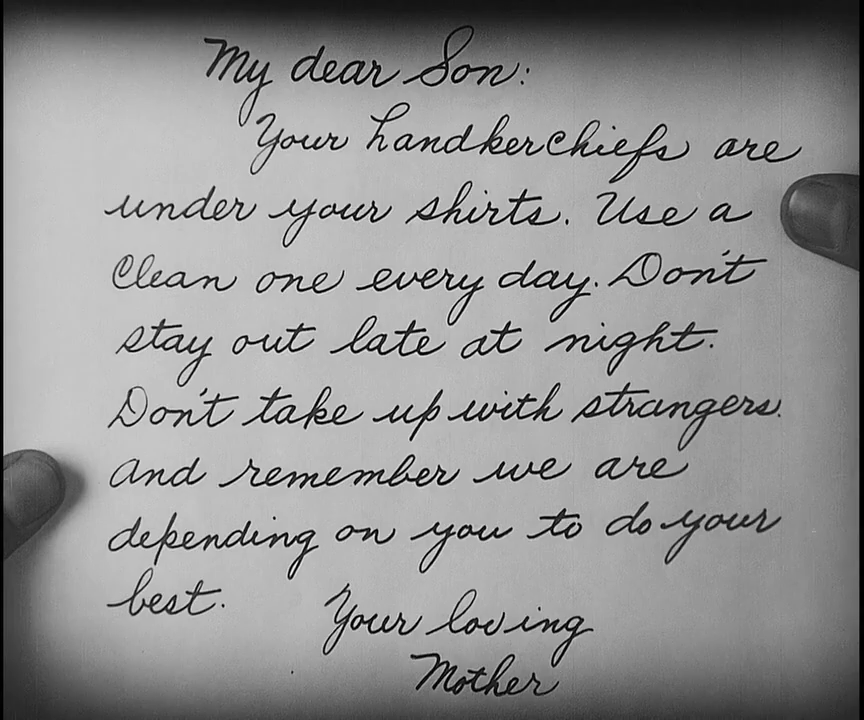 My dear Son:
Your handkerchiefs are
under your shirts. Use a
clean one every day. Don't
stay out late at night.
Don't take up with strangers.
And remember we are
depending on you to do your
best.
Your loving
Mother